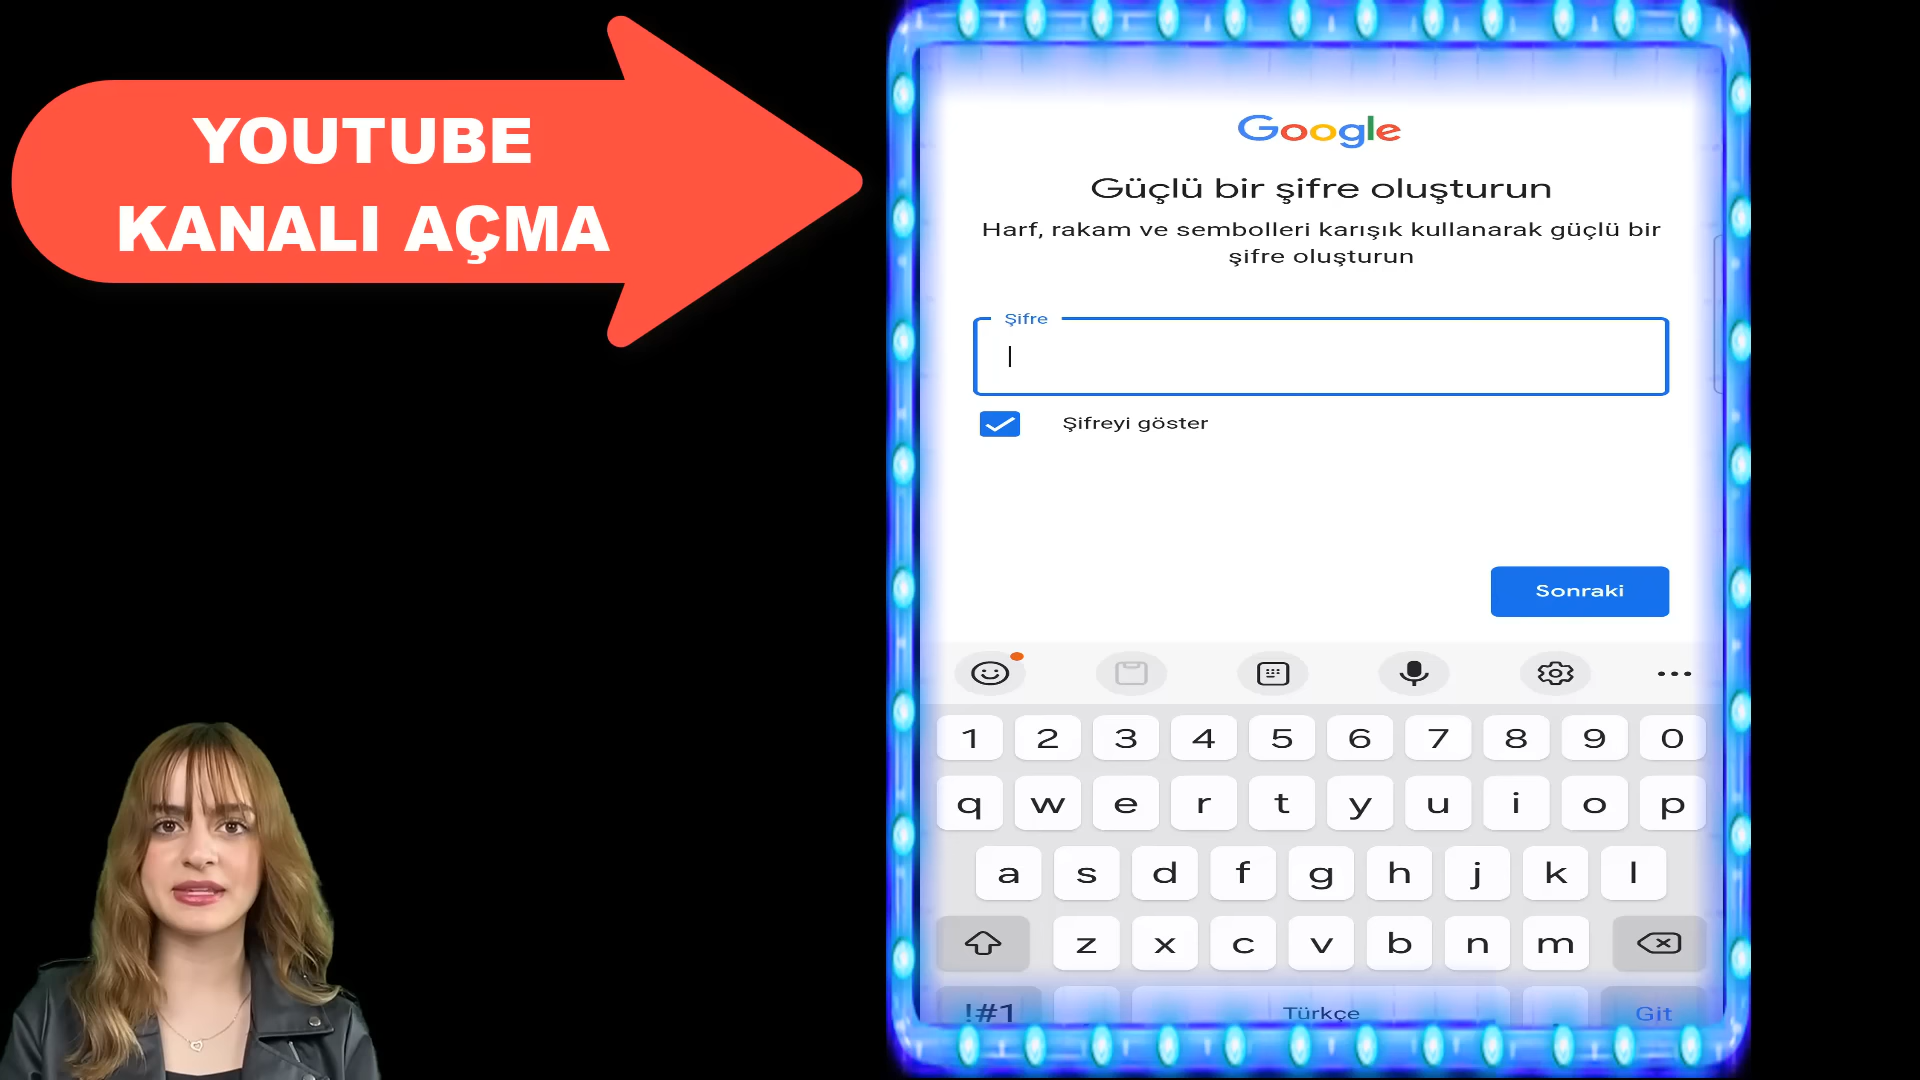 YOUTUBE
KANALI AÇMA
Google
Güçlü bir şifre oluşturun
Harf, rakam ve sembolleri karışık kullanarak güçlü bir
şifre oluşturun
Şifre
Şifreyi göster
Sonraki
1 2 3 4 5 6 7 8 9 0
q w e r t y u i o p
a s d f g h j k l
z x c v b n m
!#1 Türkçe Git